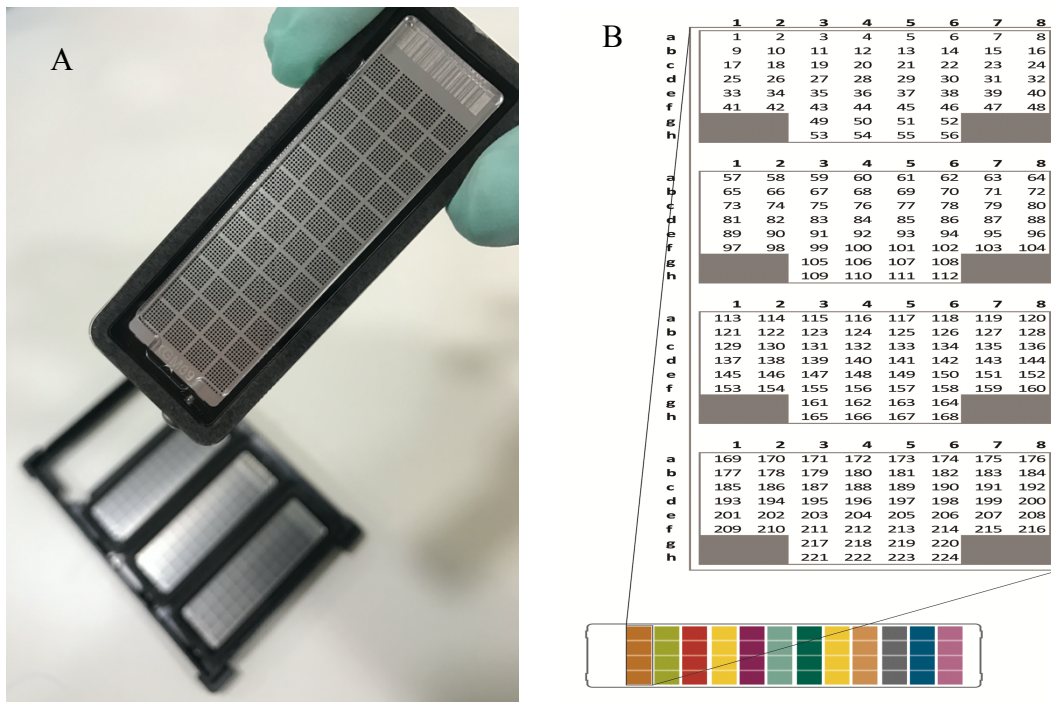 A
B
1 2 3 4 5 6 7 8
a 1 2 3 4 5 6 7 8
b 9 10 11 12 13 14 15 16
c 17 18 19 20 21 22 23 24
d 25 26 27 28 29 30 31 32
e 33 34 35 36 37 38 39 40
f 41 42 43 44 45 46 47 48
g 49 50 51 52
h 53 54 55 56
1 2 3 4 5 6 7 8
a 57 58 59 60 61 62 63 64
b 65 66 67 68 69 70 71 72
c 73 74 75 76 77 78 79 80
d 81 82 83 84 85 86 87 88
e 89 90 91 92 93 94 95 96
f 97 98 99 100 101 102 103 104
g 105 106 107 108
h 109 110 111 112
1 2 3 4 5 6 7 8
a 113 114 115 116 117 118 119 120
b 121 122 123 124 125 126 127 128
c 129 130 131 132 133 134 135 136
d 137 138 139 140 141 142 143 144
e 145 146 147 148 149 150 151 152
f 153 154 155 156 157 158 159 160
g 161 162 163 164
h 165 166 167 168
1 2 3 4 5 6 7 8
a 169 170 171 172 173 174 175 176
b 177 178 179 180 181 182 183 184
c 185 186 187 188 189 190 191 192
d 193 194 195 196 197 198 199 200
e 201 202 203 204 205 206 207 208
f 209 210 211 212 213 214 215 216
g 217 218 219 220
h 221 222 223 224